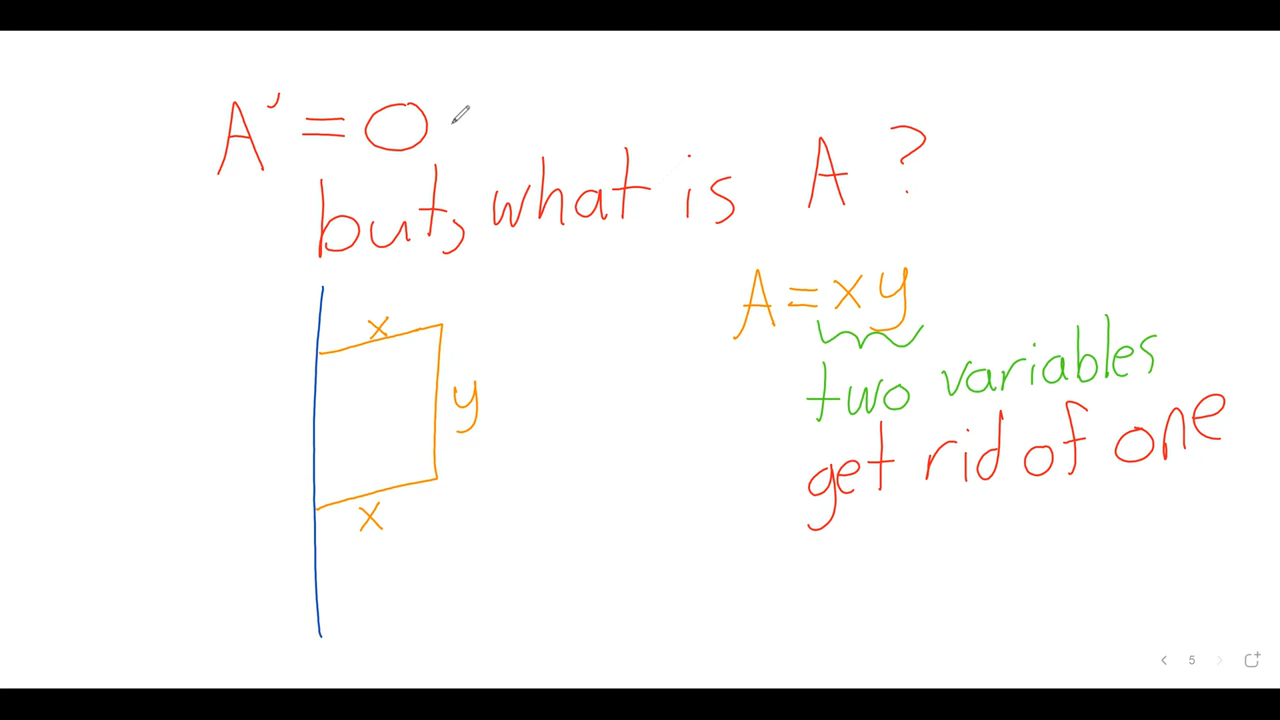 A' = 0
but, what is A ?
A = xy
two variables
get rid of one
x
y
x
5